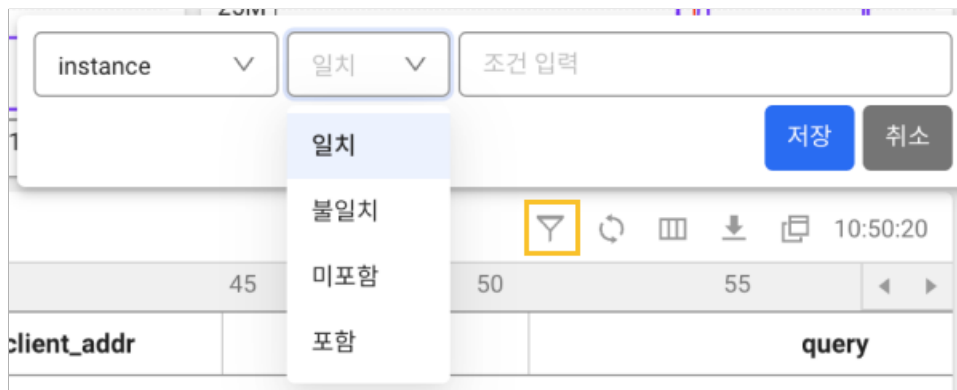 instance 일치 조건 입력
저장 취소
일치
불일치
미포함
포함
10:50:20
45 50 55
client_addr query